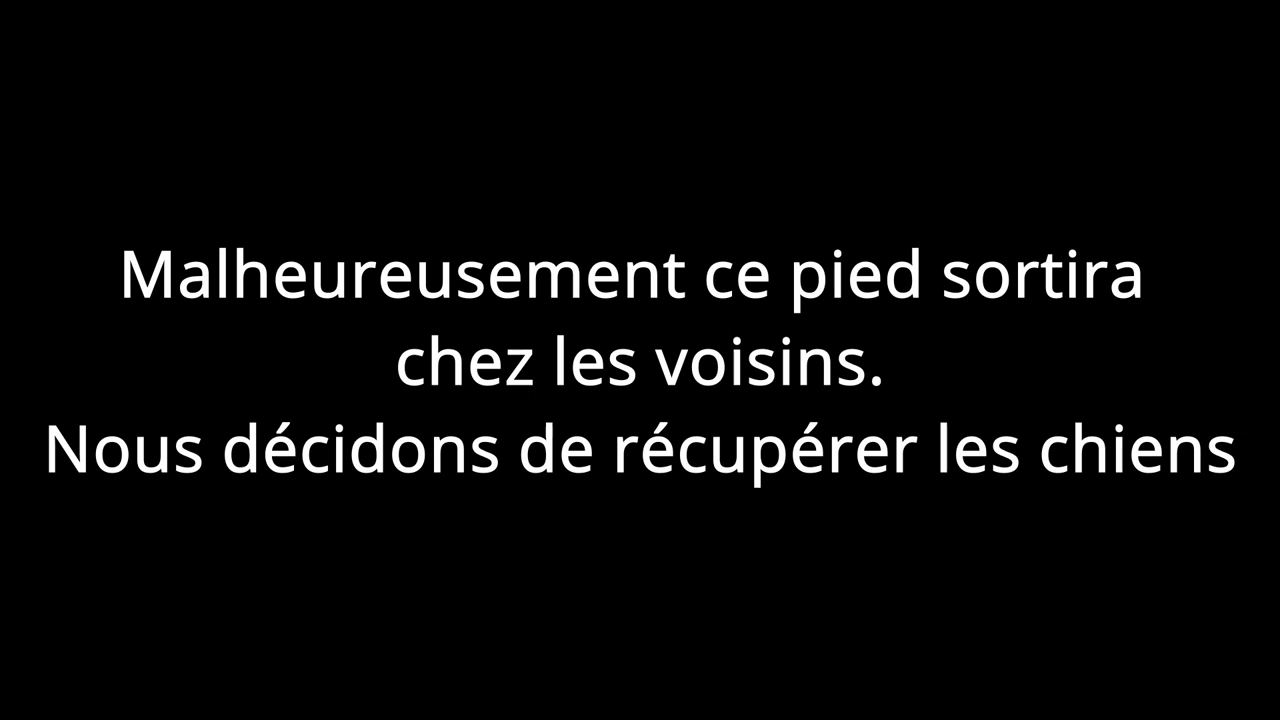 Malheureusement ce pied sortira
chez les voisins.
Nous décidons de récupérer les chiens